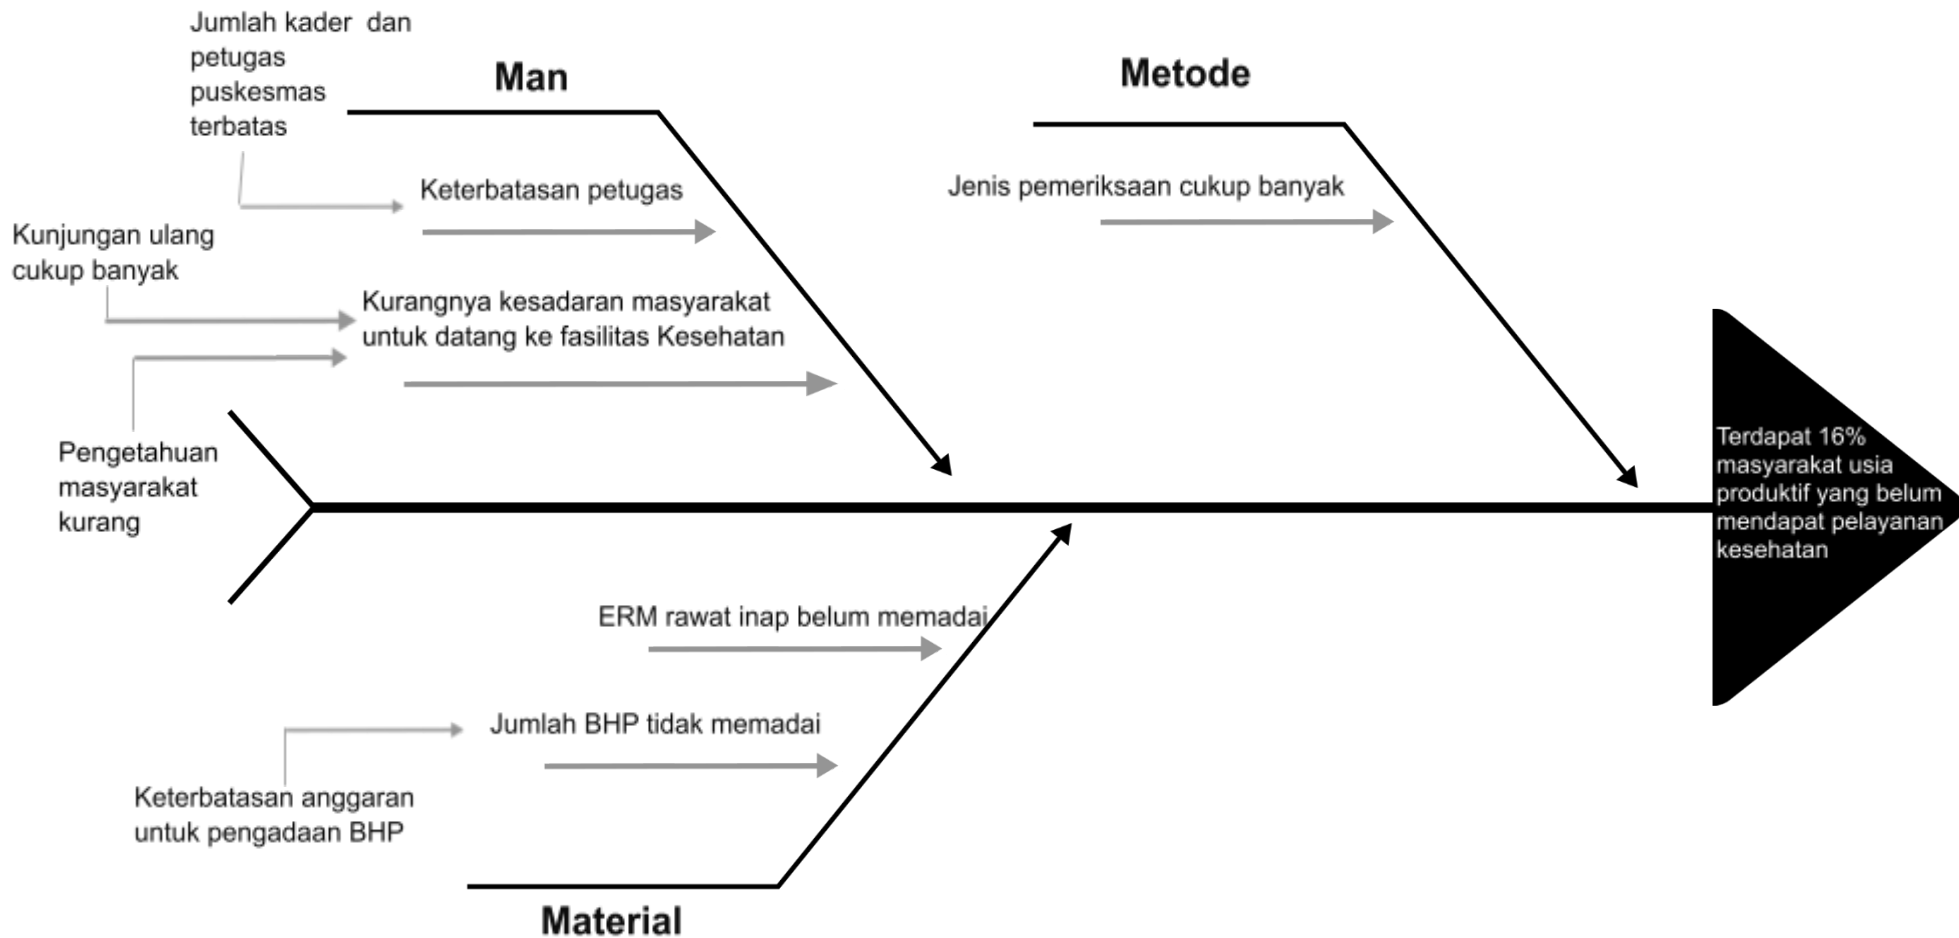 Jumlah kader dan
petugas
puskesmas
terbatas
Man
Metode
Keterbatasan petugas
Jenis pemeriksaan cukup banyak
Kunjungan ulang
cukup banyak
Kurangnya kesadaran masyarakat
untuk datang ke fasilitas Kesehatan
Pengetahuan
masyarakat
kurang
Terdapat 16%
masyarakat usia
produktif yang belum
mendapat pelayanan
kesehatan
ERM rawat inap belum memadai
Jumlah BHP tidak memadai
Keterbatasan anggaran
untuk pengadaan BHP
Material